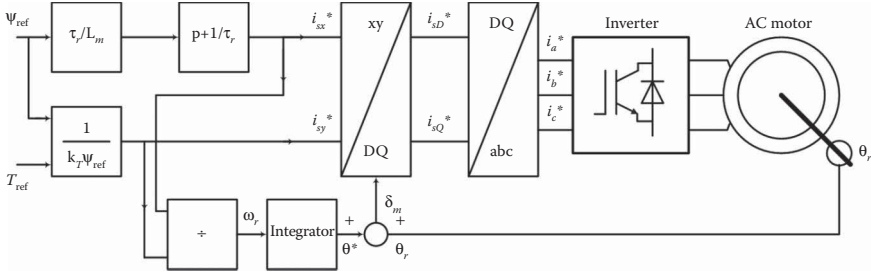 ψref
τr/Lm
p+1/τr
isx*
xy
DQ
isD*
DQ
abc
Inverter
AC motor
ia*
ib*
ic*
1
kTψref
isy*
isQ*
Tref
θr
÷
ωr
Integrator
+
θ*
δm
+
θr